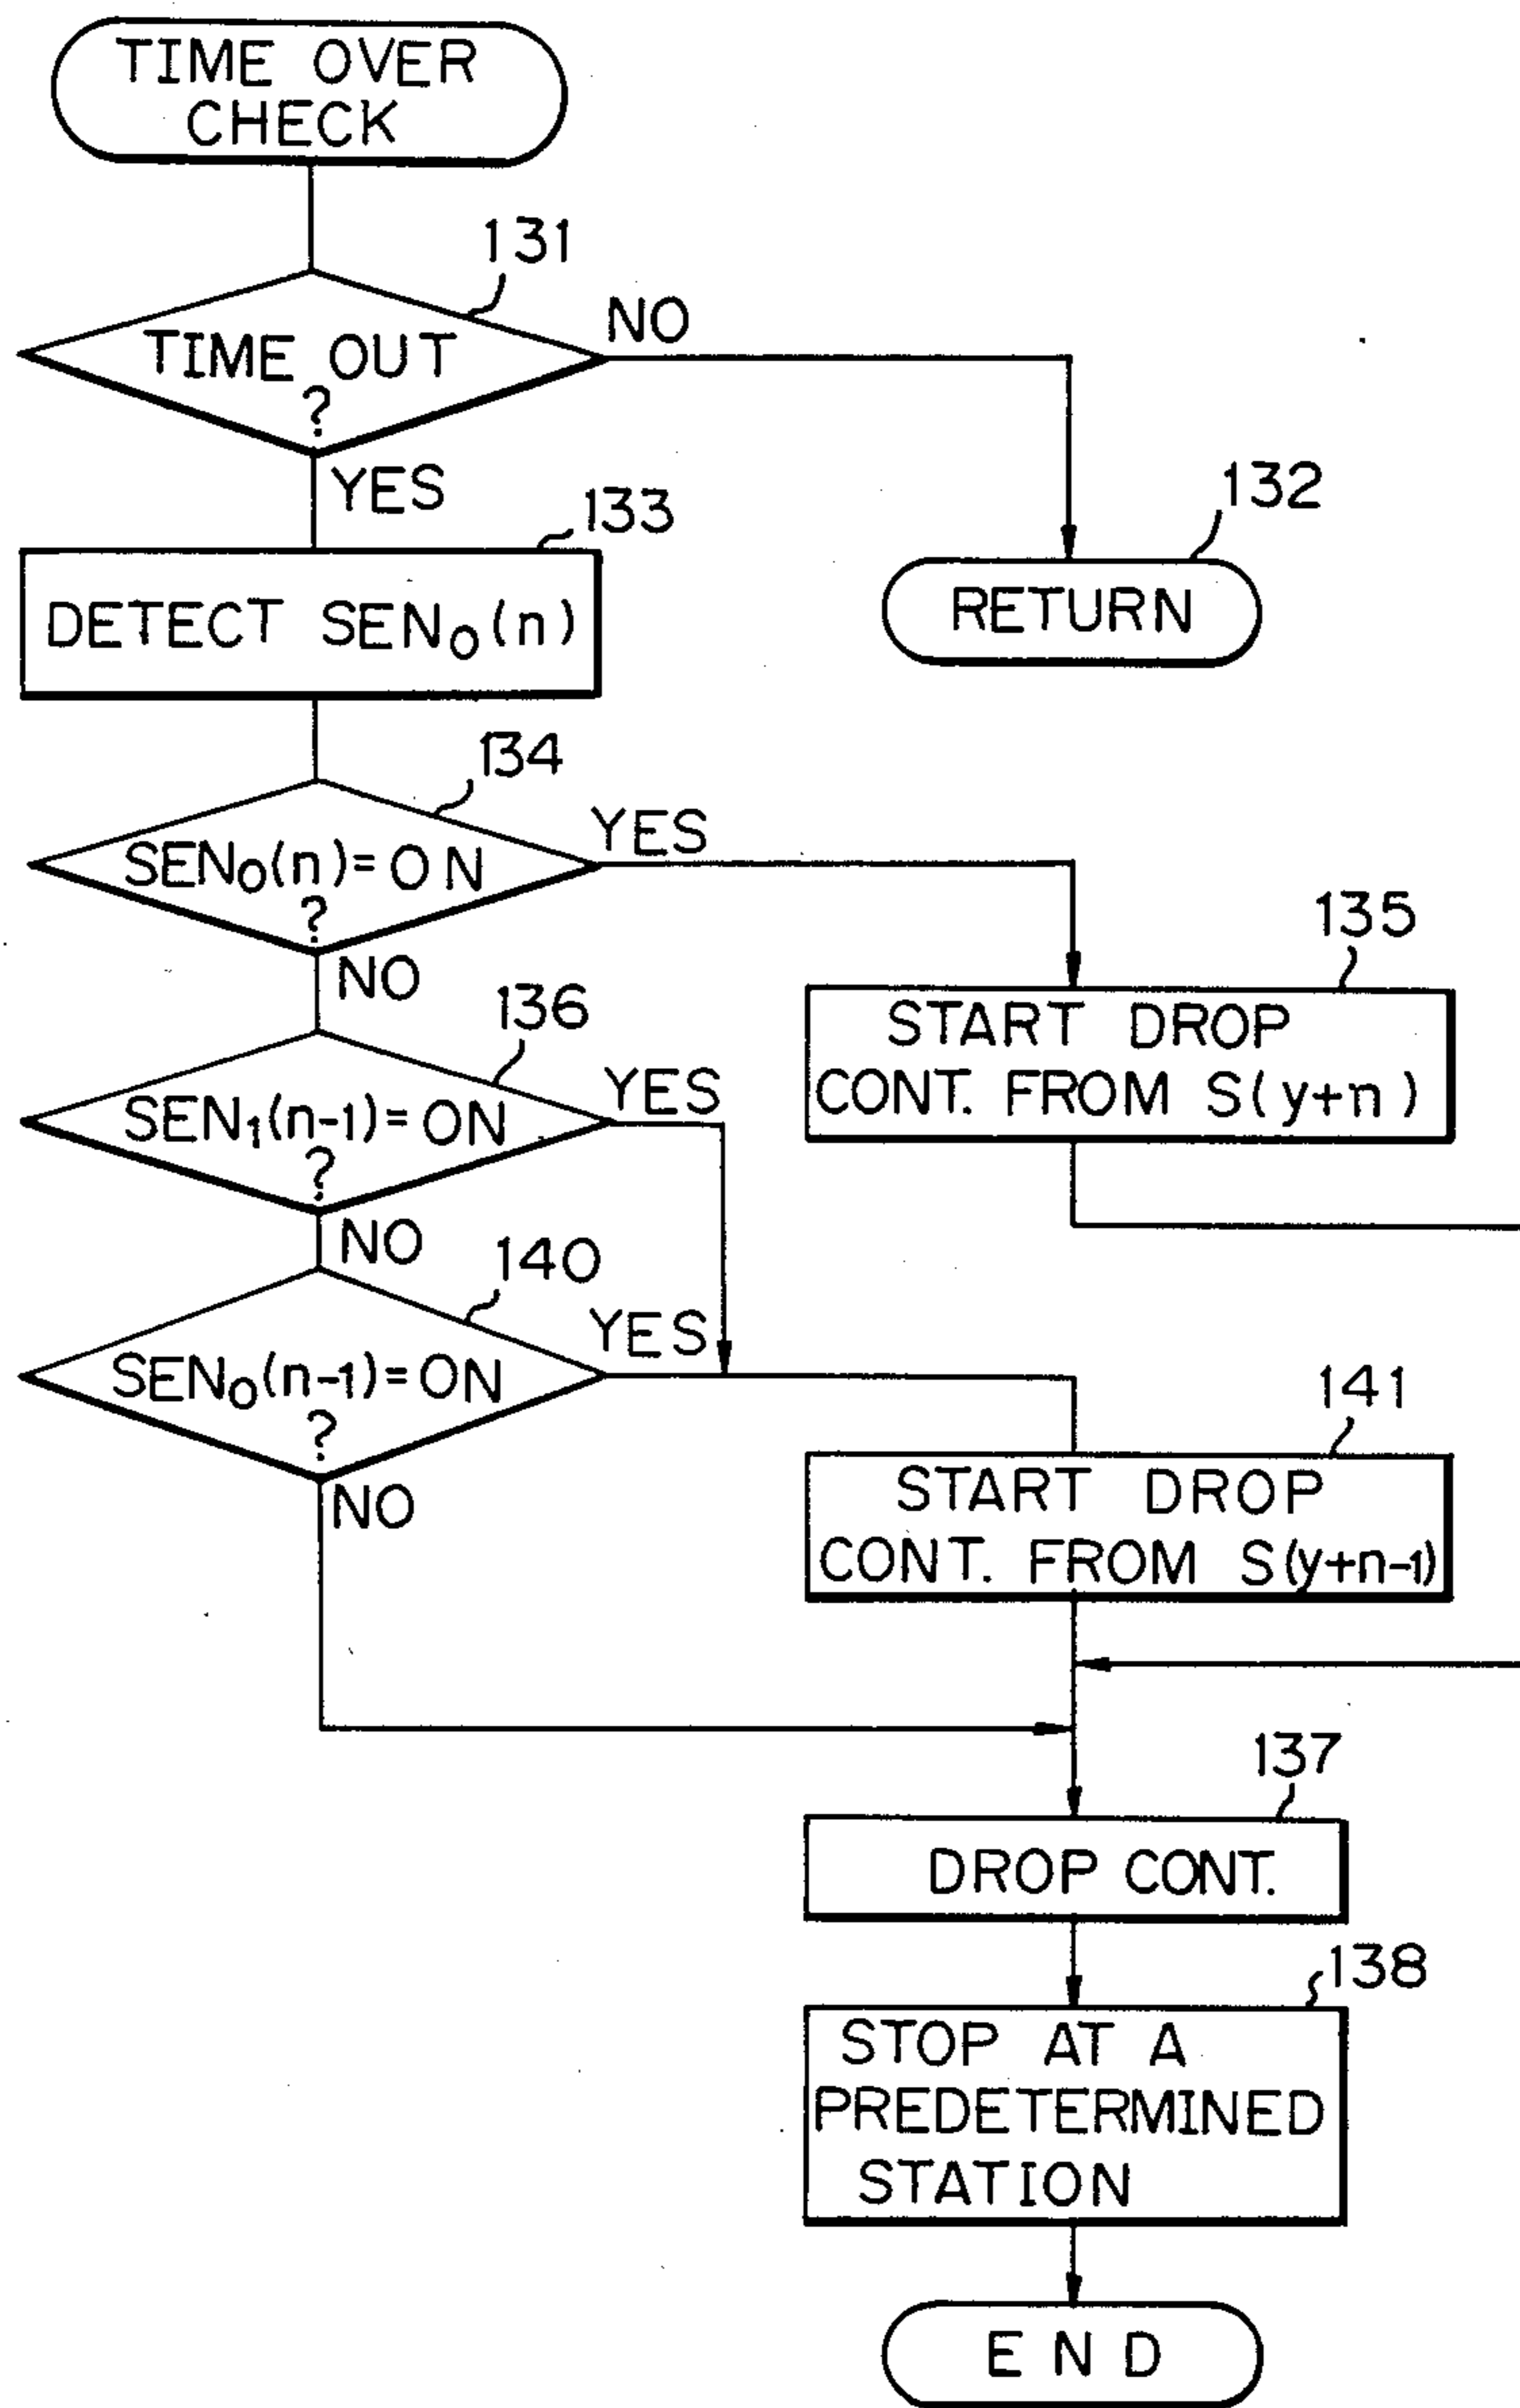 TIME OVER
CHECK
131
TIME OUT
?
NO
YES
132
RETURN
133
DETECT SEN₀(n)
134
SEN₀(n)=ON
?
YES
NO
135
START DROP
CONT. FROM S(y+n)
136
SEN₁(n-1)=ON
?
YES
NO
140
SEN₀(n-1)=ON
?
YES
NO
141
START DROP
CONT. FROM S(y+n-1)
137
DROP CONT.
138
STOP AT A
PREDETERMINED
STATION
END